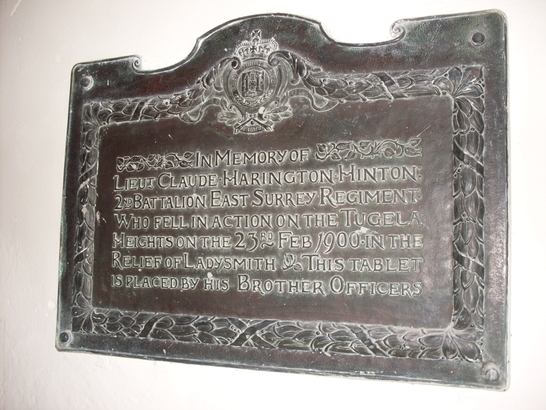 IN MEMORY OF
LIEUT CLAUDE · HARINGTON · HINTON ·
2ND BATTALION EAST SURREY REGIMENT ·
WHO FELL IN ACTION ON THE TUGELA
HEIGHTS ON THE 23RD FEB 1900 · IN THE
RELIEF OF LADYSMITH & THIS TABLET
IS PLACED BY HIS BROTHER OFFICERS